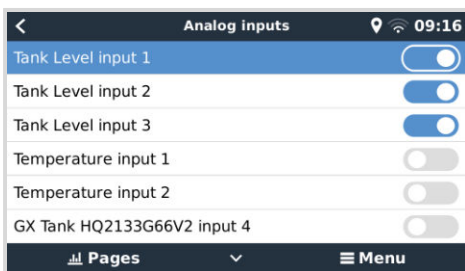 Analog inputs 09:16
Tank Level input 1
Tank Level input 2
Tank Level input 3
Temperature input 1
Temperature input 2
GX Tank HQ2133G66V2 input 4
Pages Menu